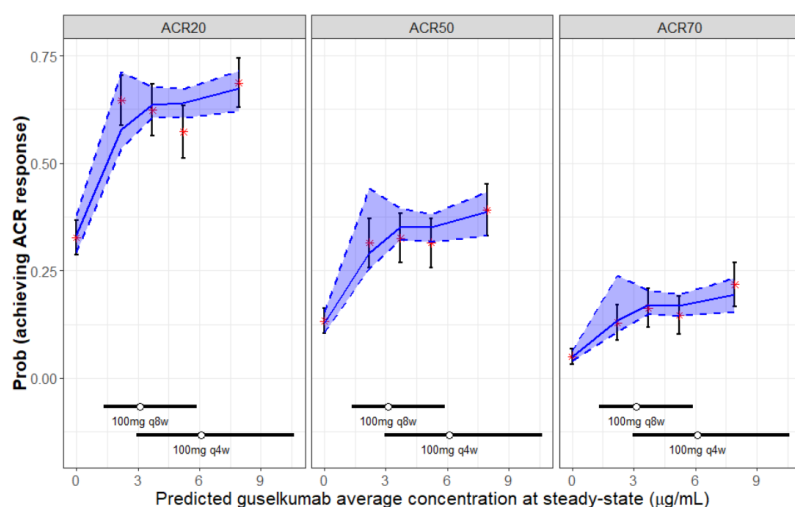 ACR20 ACR50 ACR70
Prob (achieving ACR response)
0.75
0.50
0.25
0.00
100mg q8w 100mg q8w 100mg q8w
100mg q4w 100mg q4w 100mg q4w
0 3 6 9 0 3 6 9 0 3 6 9
Predicted guselkumab average concentration at steady-state (μg/mL)